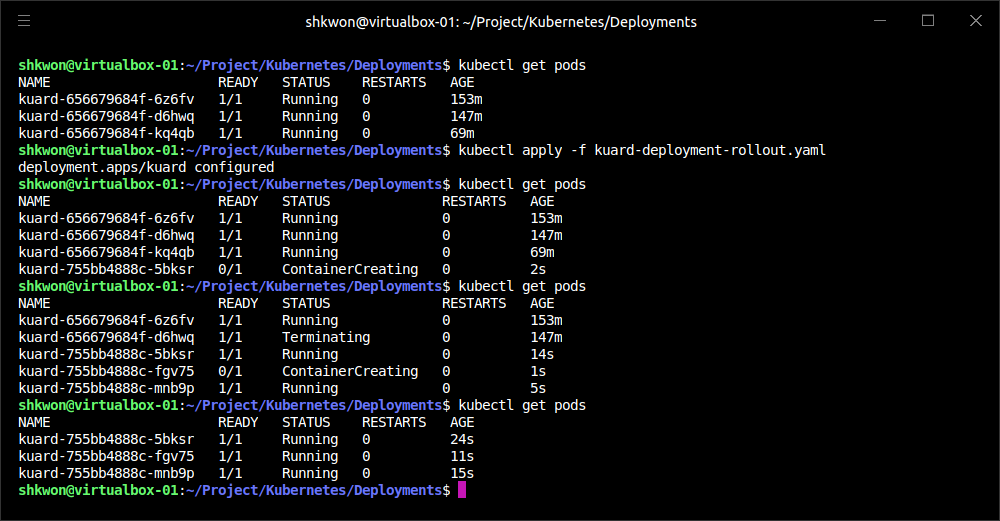 shkwon@virtualbox-01: ~/Project/Kubernetes/Deployments
shkwon@virtualbox-01:~/Project/Kubernetes/Deployments$ kubectl get pods
NAME                     READY   STATUS    RESTARTS   AGE
kuard-656679684f-6z6fv   1/1     Running   0          153m
kuard-656679684f-d6hwq   1/1     Running   0          147m
kuard-656679684f-kq4qb   1/1     Running   0          69m
shkwon@virtualbox-01:~/Project/Kubernetes/Deployments$ kubectl apply -f kuard-deployment-rollout.yaml
deployment.apps/kuard configured
shkwon@virtualbox-01:~/Project/Kubernetes/Deployments$ kubectl get pods
NAME                     READY   STATUS              RESTARTS   AGE
kuard-656679684f-6z6fv   1/1     Running             0          153m
kuard-656679684f-d6hwq   1/1     Running             0          147m
kuard-656679684f-kq4qb   1/1     Running             0          69m
kuard-755bb4888c-5bksr   0/1     ContainerCreating   0          2s
shkwon@virtualbox-01:~/Project/Kubernetes/Deployments$ kubectl get pods
NAME                     READY   STATUS              RESTARTS   AGE
kuard-656679684f-6z6fv   1/1     Running             0          153m
kuard-656679684f-d6hwq   1/1     Terminating         0          147m
kuard-755bb4888c-5bksr   1/1     Running             0          14s
kuard-755bb4888c-fgv75   0/1     ContainerCreating   0          1s
kuard-755bb4888c-mnb9p   1/1     Running             0          5s
shkwon@virtualbox-01:~/Project/Kubernetes/Deployments$ kubectl get pods
NAME                     READY   STATUS    RESTARTS   AGE
kuard-755bb4888c-5bksr   1/1     Running   0          24s
kuard-755bb4888c-fgv75   1/1     Running   0          11s
kuard-755bb4888c-mnb9p   1/1     Running   0          15s
shkwon@virtualbox-01:~/Project/Kubernetes/Deployments$